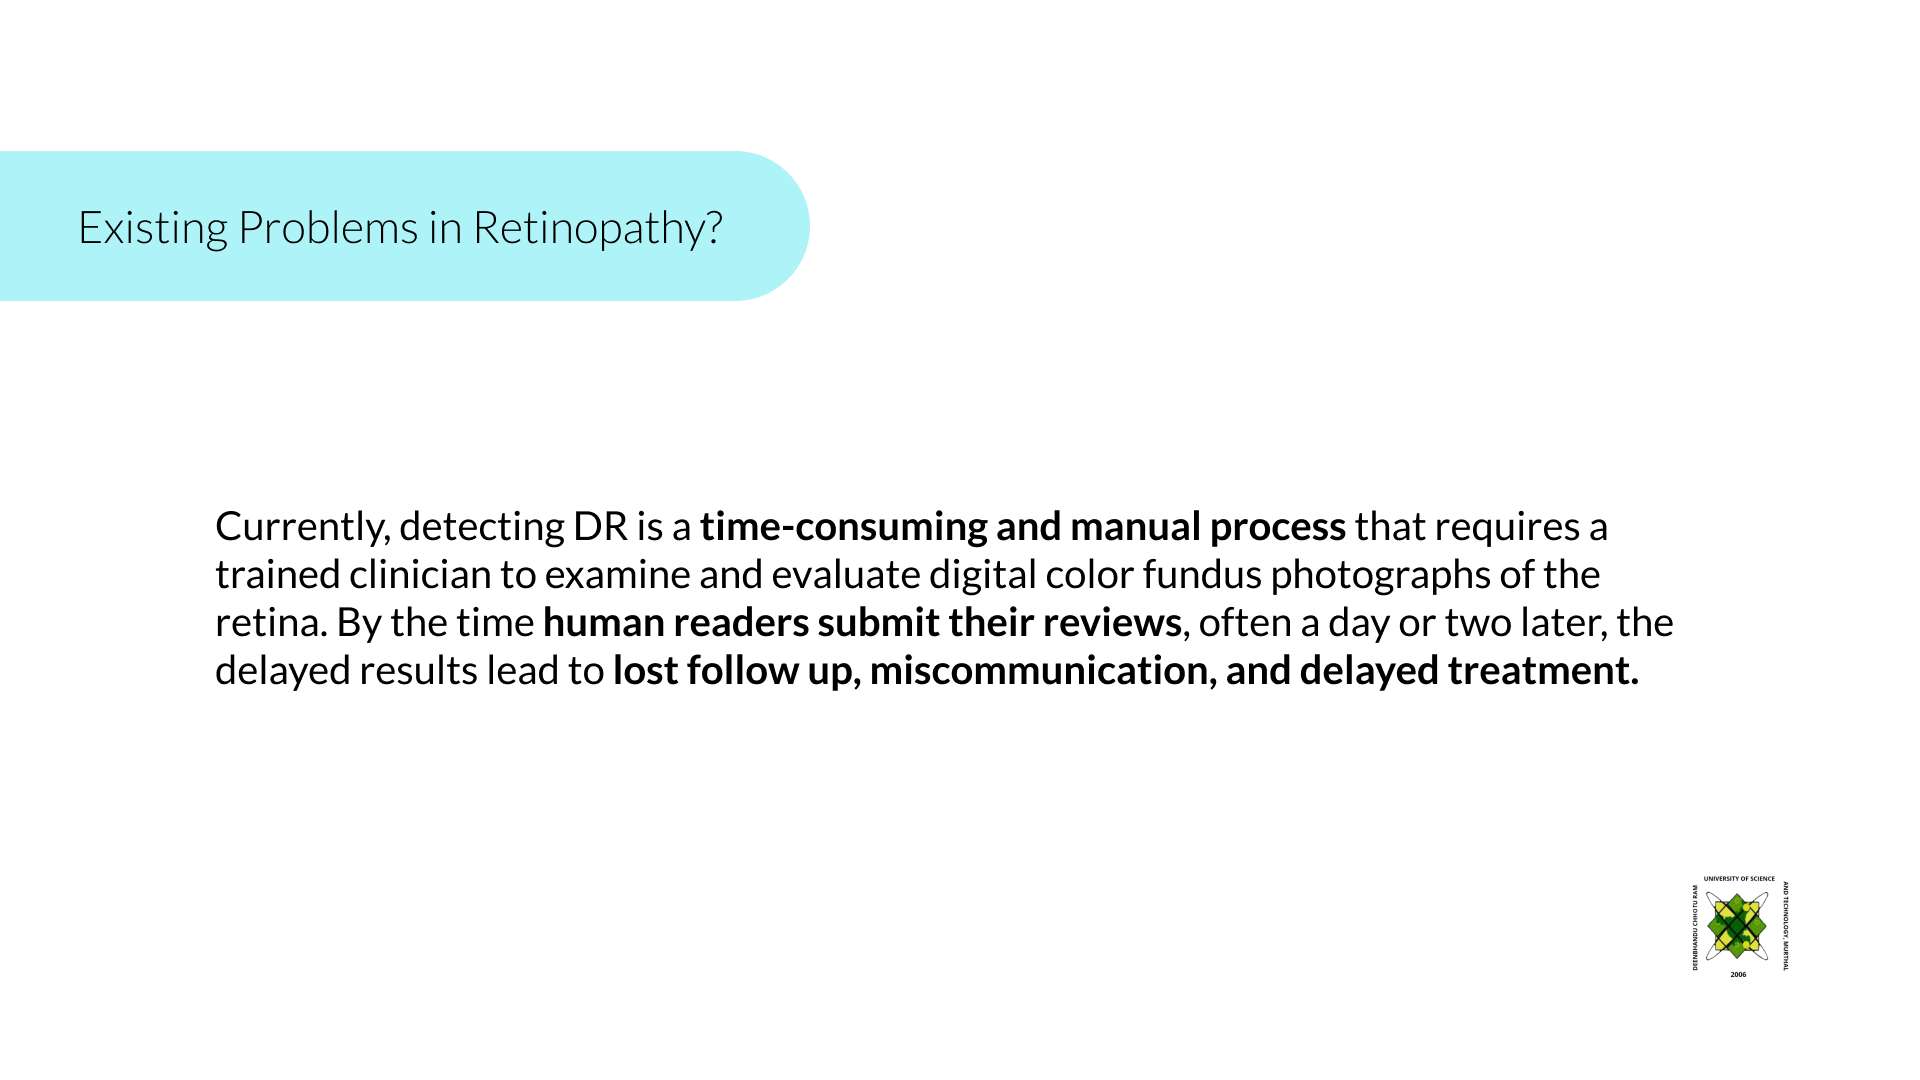 Existing Problems in Retinopathy?
Currently, detecting DR is a time-consuming and manual process that requires a
trained clinician to examine and evaluate digital color fundus photographs of the
retina. By the time human readers submit their reviews, often a day or two later, the
delayed results lead to lost follow up, miscommunication, and delayed treatment.
DEENBHANDU CHHOTU RAM
UNIVERSITY OF SCIENCE
AND TECHNOLOGY, MURTHAL
2006